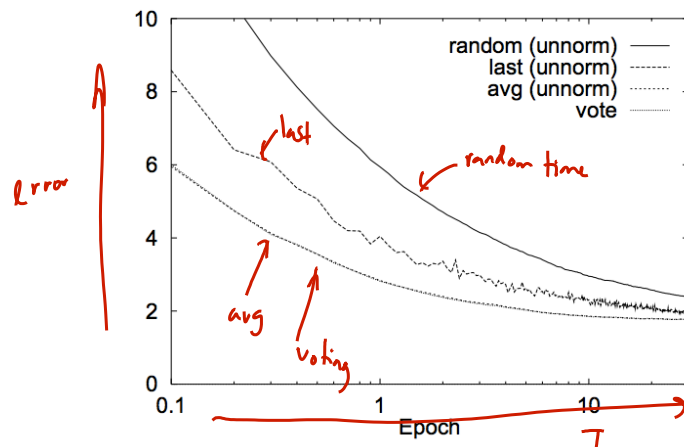 10
8
6
4
2
0
random (unnorm)
last (unnorm)
avg (unnorm)
vote
last
random time
error
avg
voting
0.1
1
10
Epoch
T